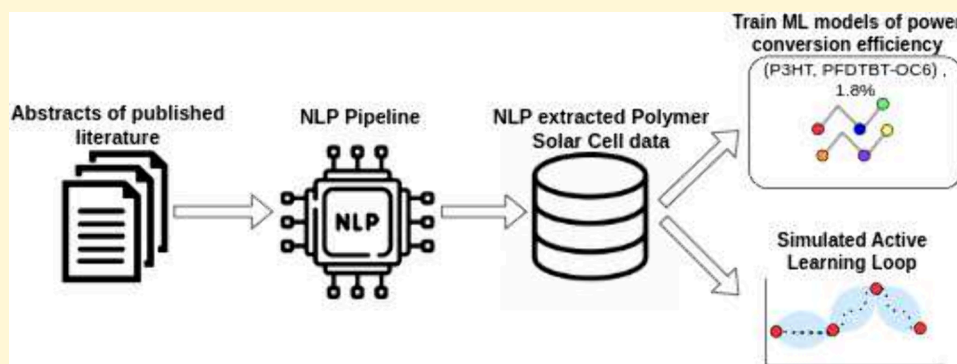 Abstracts of published
literature
NLP Pipeline
NLP
NLP extracted Polymer
Solar Cell data
Train ML models of power
conversion efficiency
(P3HT, PFDTBT-OC6) ,
1.8%
Simulated Active
Learning Loop